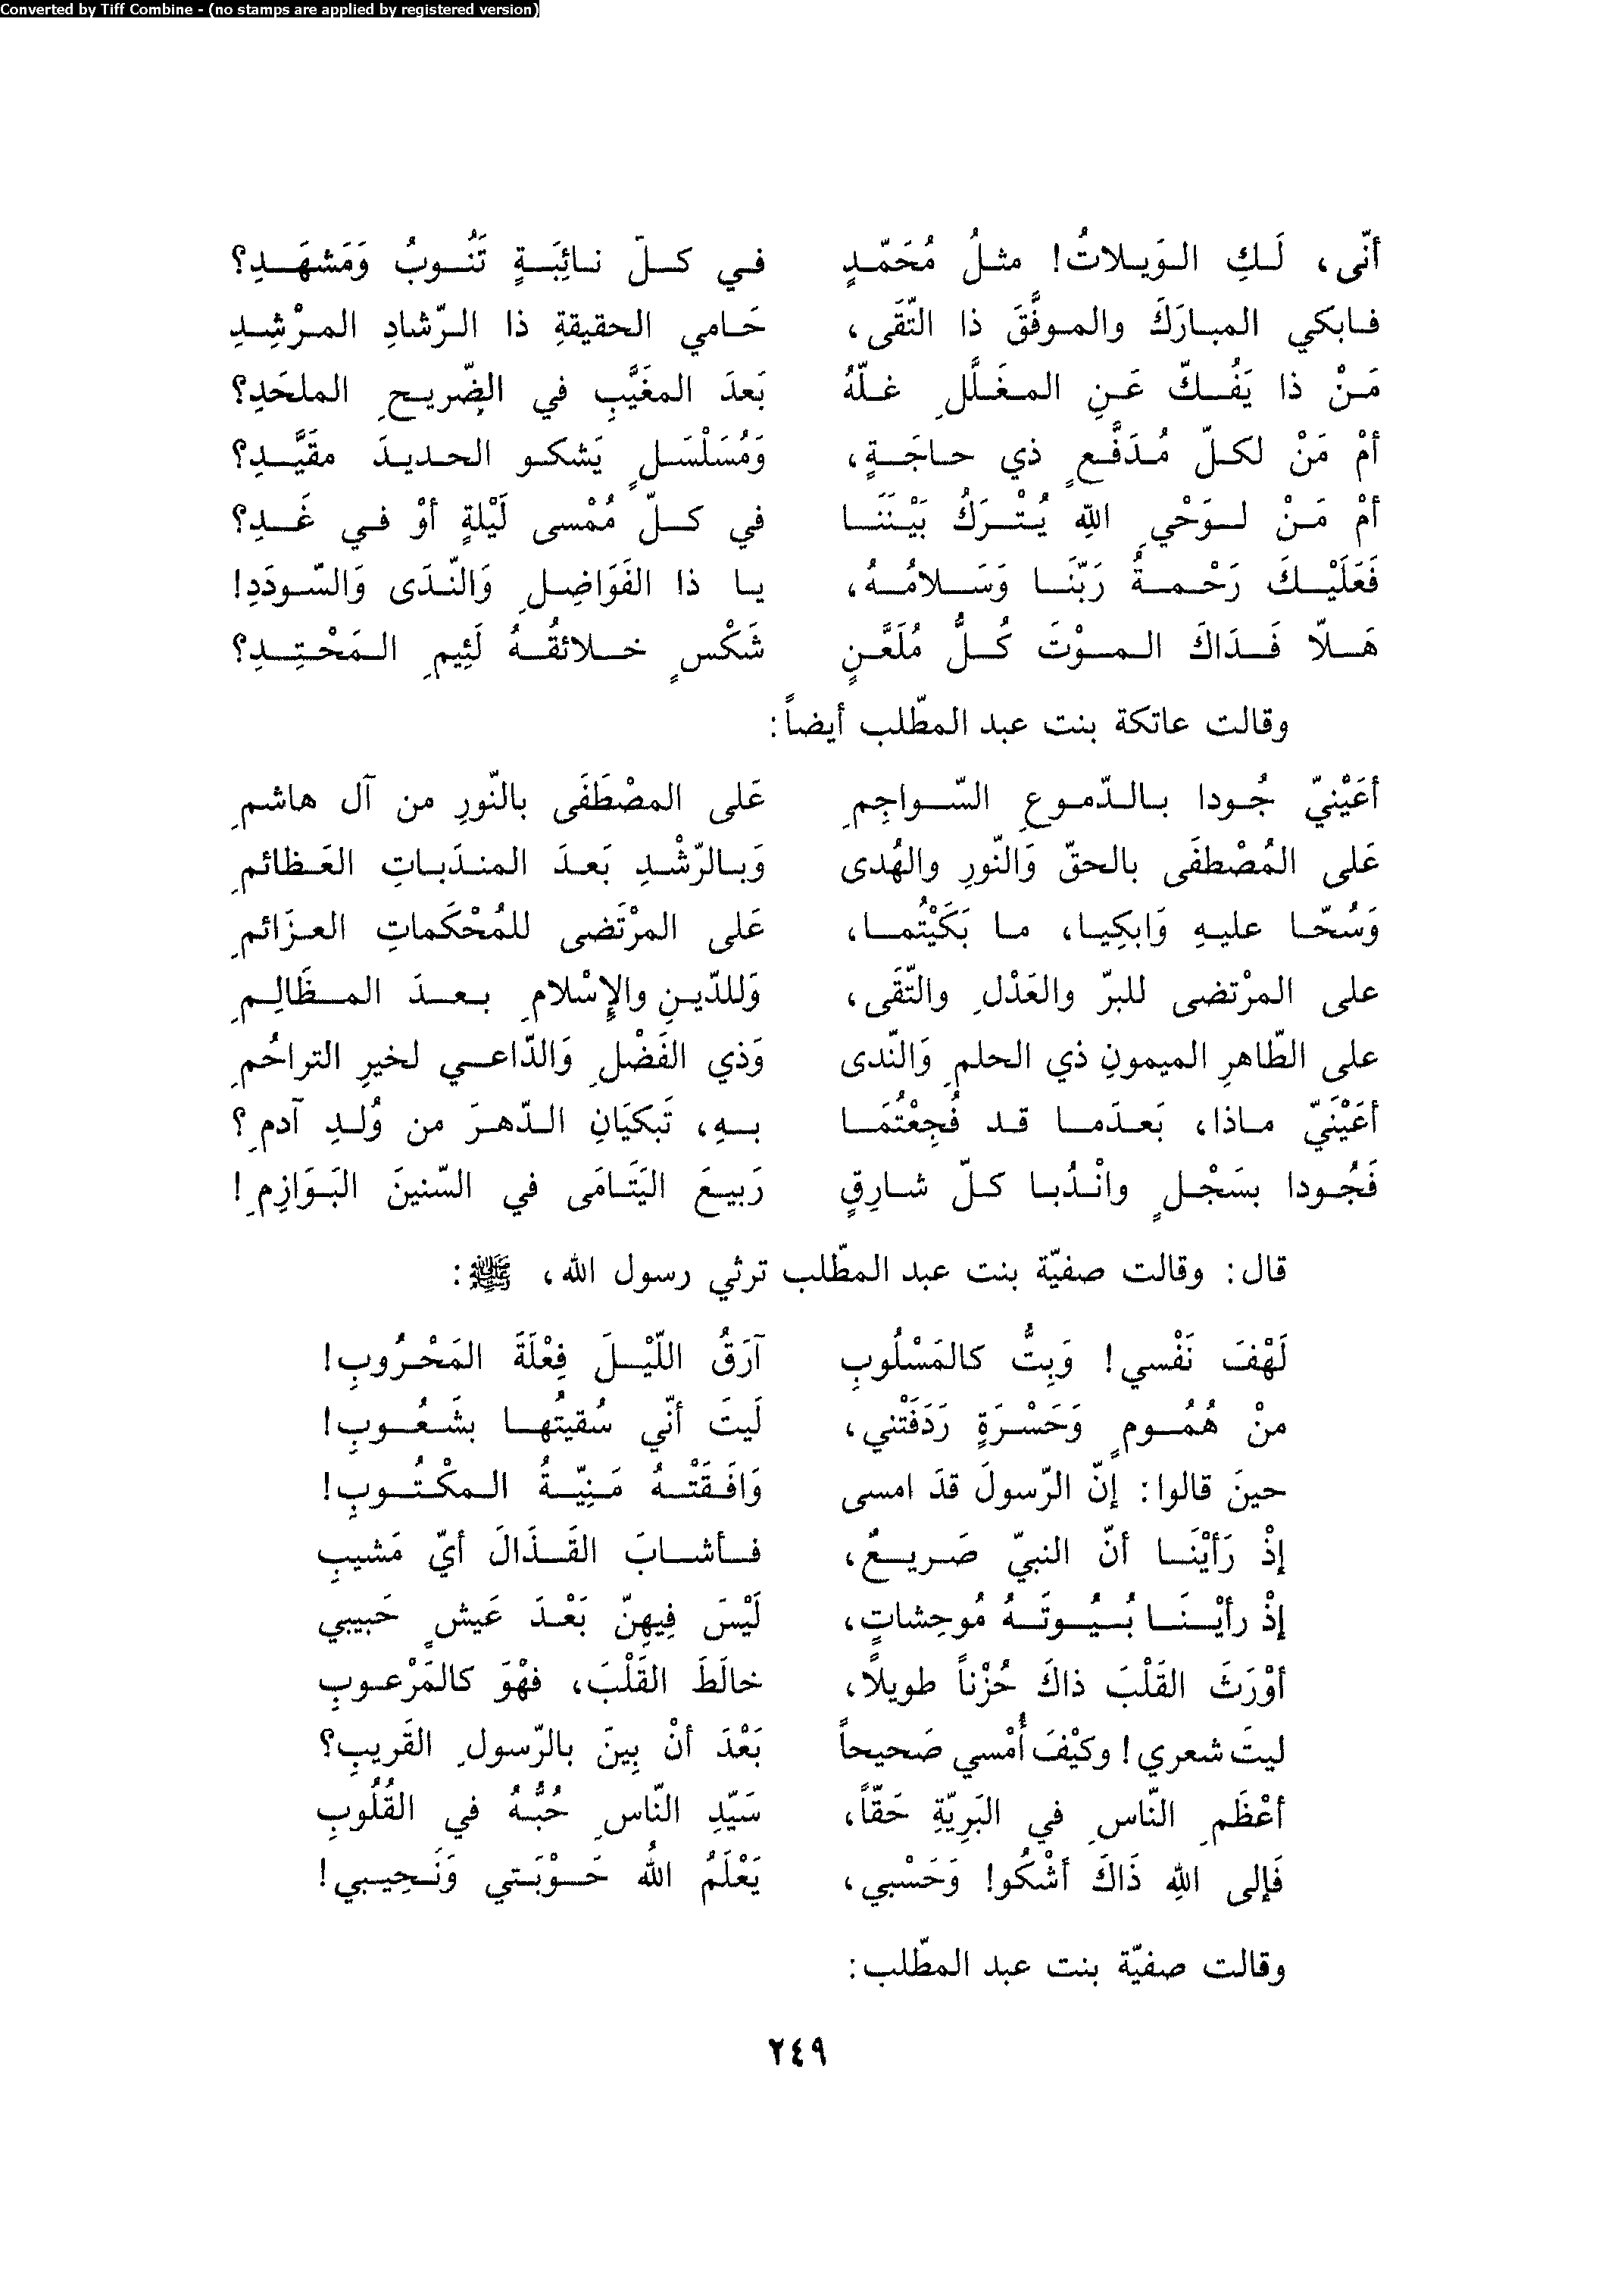 Converted by Tiff Combine - (no stamps are applied by registered version)
أنّى، لَكِ الوَيلاتُ! مثلُ مُحَمّدٍ في كلّ نائِبَةٍ تَنُوبُ وَمَشهَدِ؟
فابكي المبارَكَ والموفَّقَ ذا التّقَى، حَامي الحقيقةِ ذا الرّشادِ المرْشِدِ
مَنْ ذا يَفُكّ عَنِ المغَلَّلِ غلّهُ بَعدَ المغَيَّبِ في الضّريحِ الملحَدِ؟
أمْ مَنْ لكلّ مُدَفَّعٍ ذي حاجَةٍ، وَمُسَلْسَلٍ يَشكو الحديدَ مقَيَّدِ؟
أمْ مَنْ لوَحْيِ اللهِ يُتْرَكُ بَيْنَنَا في كلّ مُمْسى لَيْلةٍ أوْ في غَدِ؟
فَعَلَيْكَ رَحْمةُ رَبّنَا وَسَلامُهُ، يا ذا الفَوَاضِلِ وَالنّدَى وَالسّودَدِ!
هَلاّ فَدَاكَ الموْتَ كُلُّ مُلَعَّنٍ شَكْسٍ خلائقُهُ لَئِيمِ المَحْتِدِ؟
وقالت عاتكة بنت عبد المطّلب أيضاً:
أعَيْنيّ جُودا بالدّموعِ السّواجِمِ عَلى المصْطَفَى بالنّورِ من آل هاشمِ
عَلى المُصْطفَى بالحقّ وَالنّورِ والهُدى وَبالرّشْدِ بَعدَ المندَباتِ العَظائمِ
وَسُحّا عليهِ وَابكِيا، ما بَكَيْتُما، عَلى المرْتَضى للمُحْكَماتِ العزَائمِ
على المرْتضى للبرّ والعَدْلِ والتّقَى، وَللدّينِ والإسْلامِ بعدَ المظَالِمِ
على الطّاهرِ الميمونِ ذي الحلمِ وَالنّدى وَذي الفَضْلِ وَالدّاعي لخيرِ التراحُمِ
أعَيْنَيّ ماذا، بَعدَما قد فُجِعْتُمَا بهِ، تَبكيَانِ الدّهرَ من وُلدِ آدمِ؟
فَجُودا بسَجْلٍ وانْدُبا كلّ شارِقٍ رَبيعَ اليَتَامَى في السّنينَ البَوَازِمِ!
قال: وقالت صفيّة بنت عبد المطّلب ترثي رسول الله، ﷺ:
لَهْفَ نَفْسي! وَبِتُّ كالمَسْلُوبِ آرَقُ اللّيْلَ فِعْلَةَ المَحْرُوبِ!
منْ هُمُومٍ وَحَسْرَةٍ رَدَفَتْني، لَيتَ أنّي سُقيتُها بشَعُوبِ!
حينَ قالوا: إنّ الرّسولَ قدَ امسى وَافَقَتْهُ مَنِيّةُ المكْتُوبِ!
إذْ رَأيْنَا أنّ النبيّ صَريعٌ، فأشابَ القَذالَ أيّ مَشيبِ
إذْ رأيْنَا بُيُوتَهُ مُوحِشاتٍ، لَيْسَ فِيهِنّ بَعْدَ عَيشٍ حَبيبي
أوْرَثَ القَلْبَ ذاكَ حُزْناً طويلاً، خالَطَ القَلْبَ، فهْوَ كالمَرْعوبِ
ليتَ شعري! وكيْفَ أُمْسي صَحيحاً بَعْدَ أنْ بِينَ بالرّسولِ القَريبِ؟
أعْظَمِ النّاسِ في البَرِيّةِ حَقّاً، سَيّدِ النّاسِ حُبُّهُ في القُلُوبِ
فَإلى اللهِ ذَاكَ أشْكُو! وَحَسْبي، يَعْلَمُ اللهُ حَوْبَتي وَنَحِيبي!
وقالت صفيّة بنت عبد المطّلب:
٢٤٩